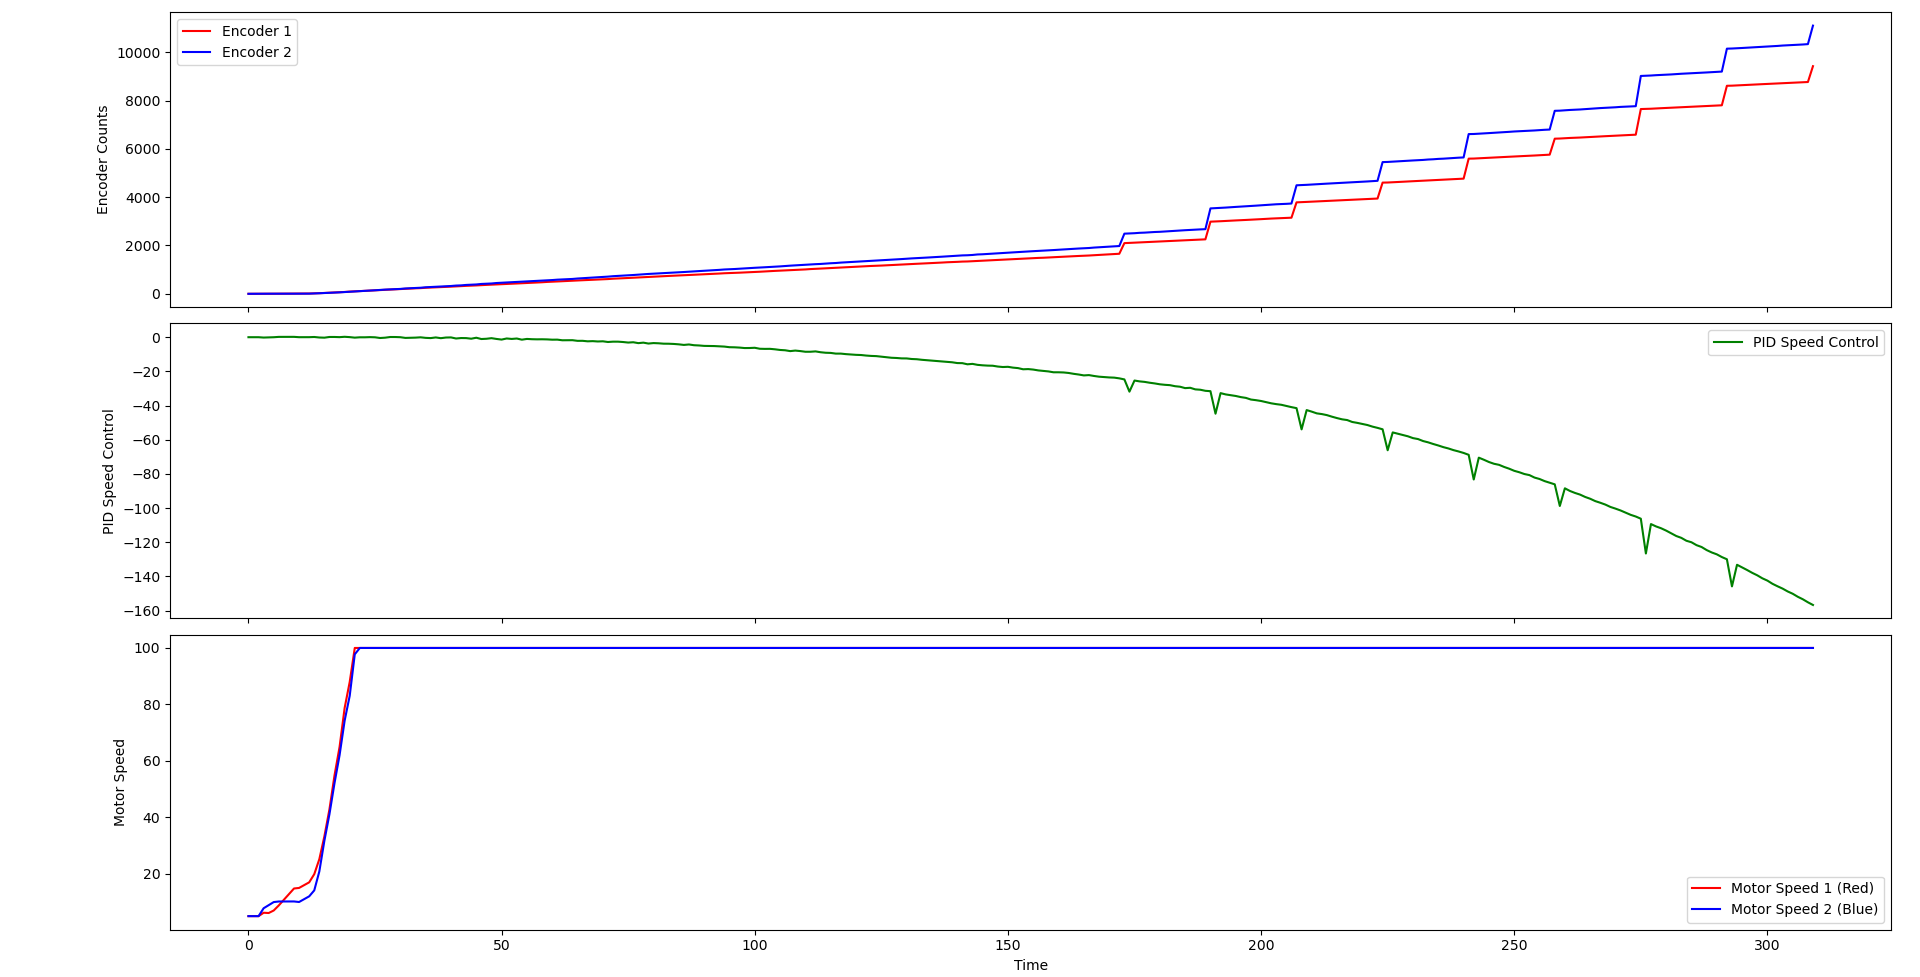 Encoder 1
Encoder 2
10000
8000
6000
4000
2000
0
Encoder Counts
PID Speed Control
0
−20
−40
−60
−80
−100
−120
−140
−160
PID Speed Control
100
80
60
40
20
Motor Speed
Motor Speed 1 (Red)
Motor Speed 2 (Blue)
0 50 100 150 200 250 300
Time